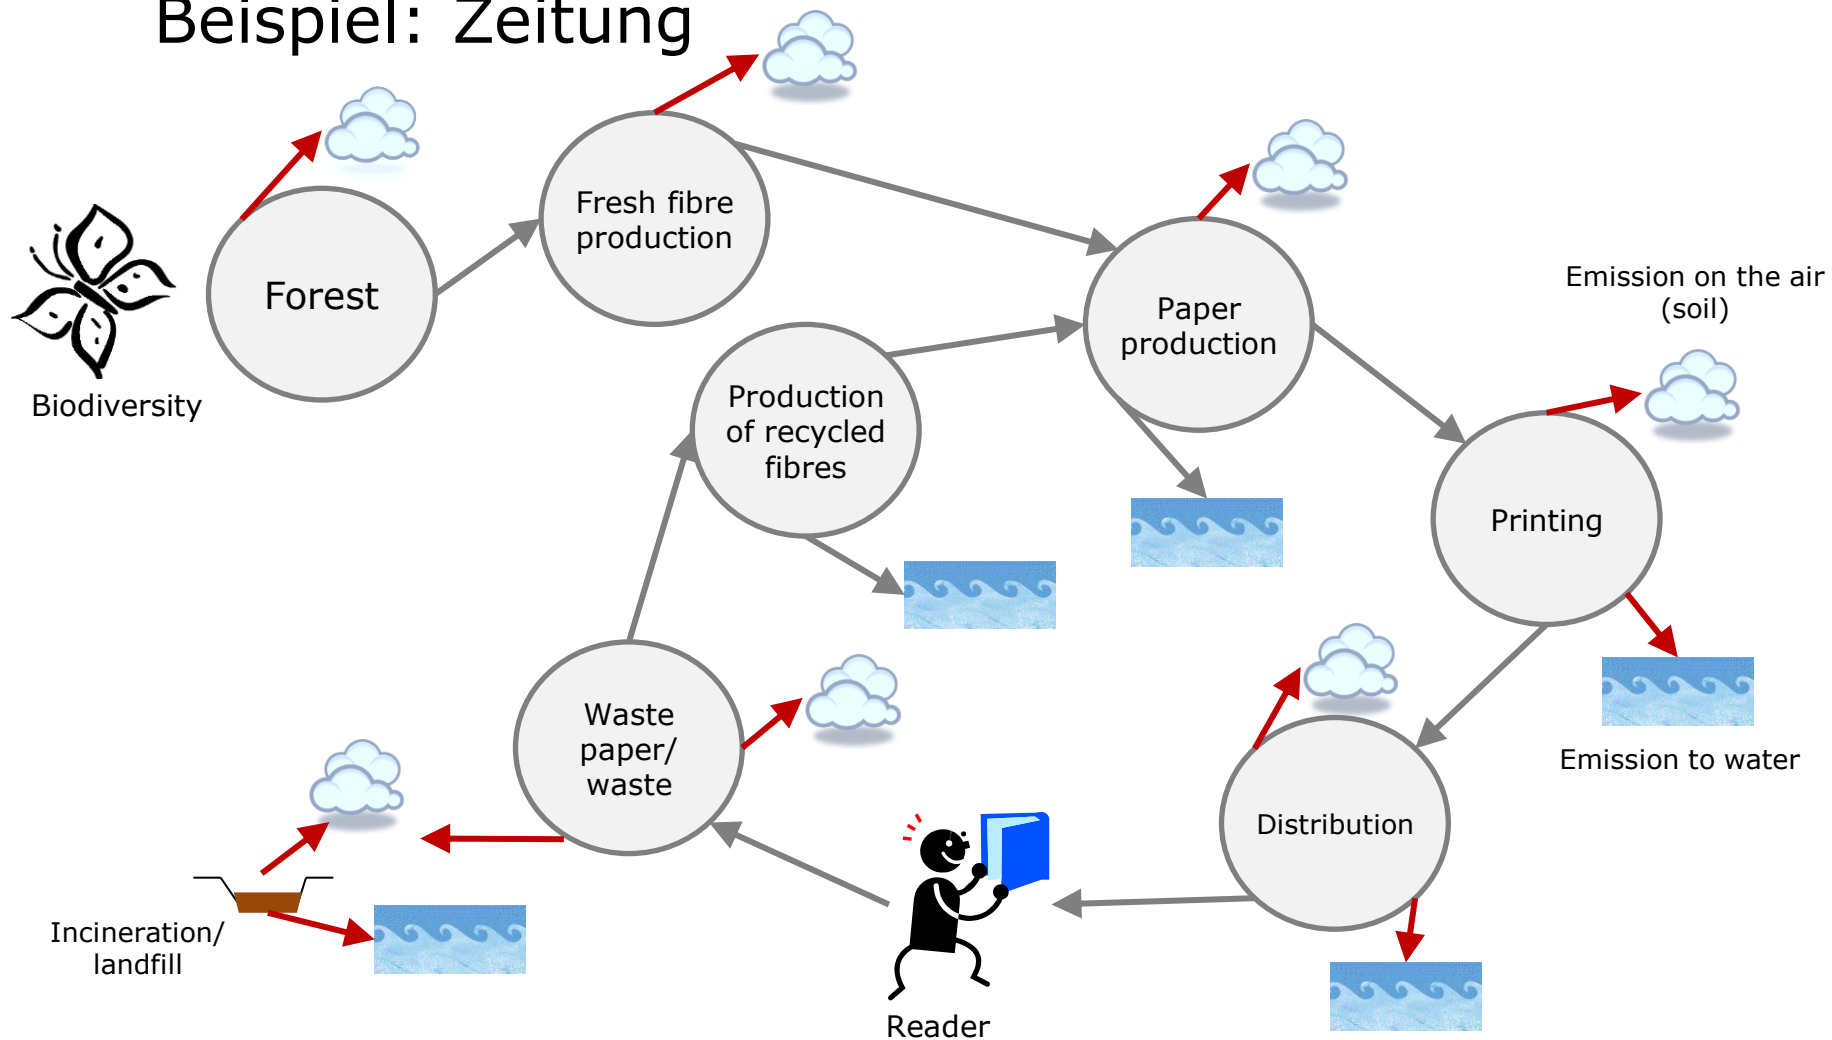 Beispiel: Zeitung
Fresh fibre
production
Forest
Biodiversity
Paper
production
Emission on the air
(soil)
Production
of recycled
fibres
Printing
Emission to water
Waste
paper/
waste
Distribution
Incineration/
landfill
Reader